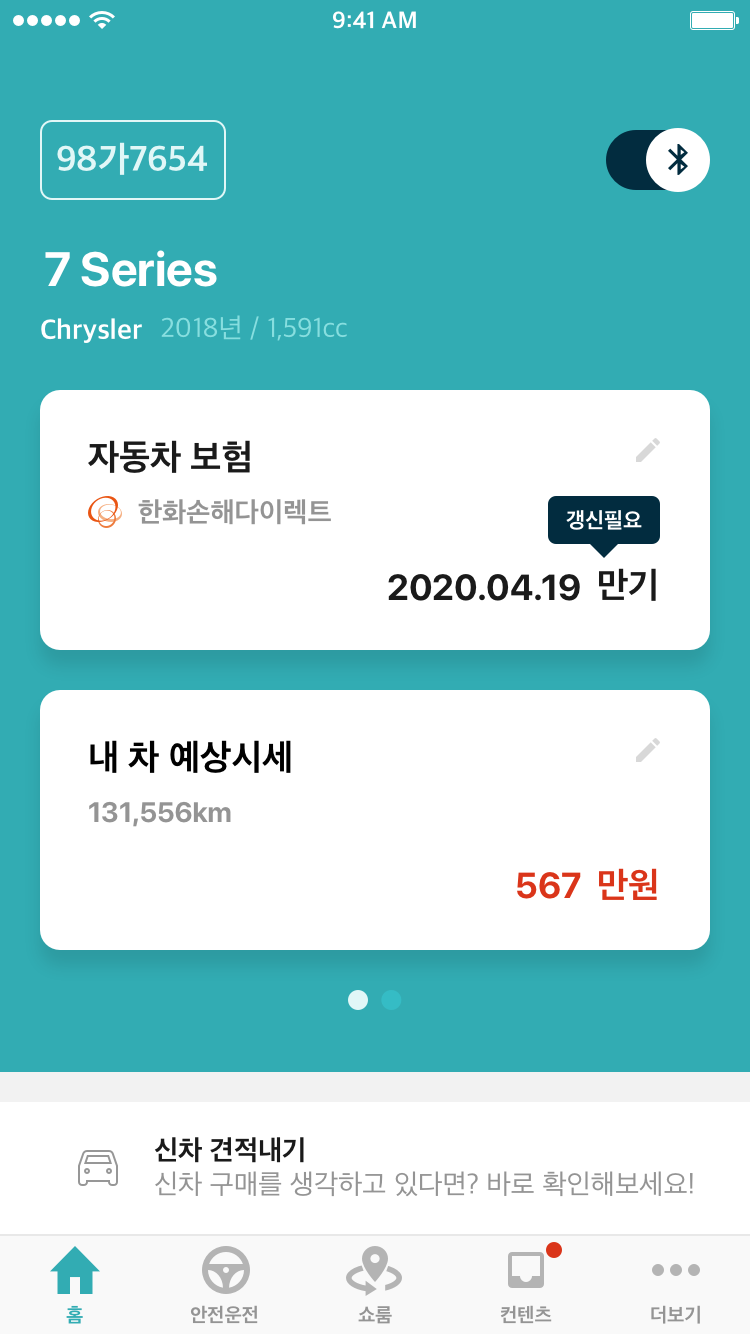 9:41 AM
98가7654
7 Series
Chrysler 2018년 / 1,591cc
자동차 보험
한화손해다이렉트
갱신필요
2020.04.19 만기
내 차 예상시세
131,556km
567 만원
신차 견적내기
신차 구매를 생각하고 있다면? 바로 확인해보세요!
홈 안전운전 쇼룸 컨텐츠 더보기